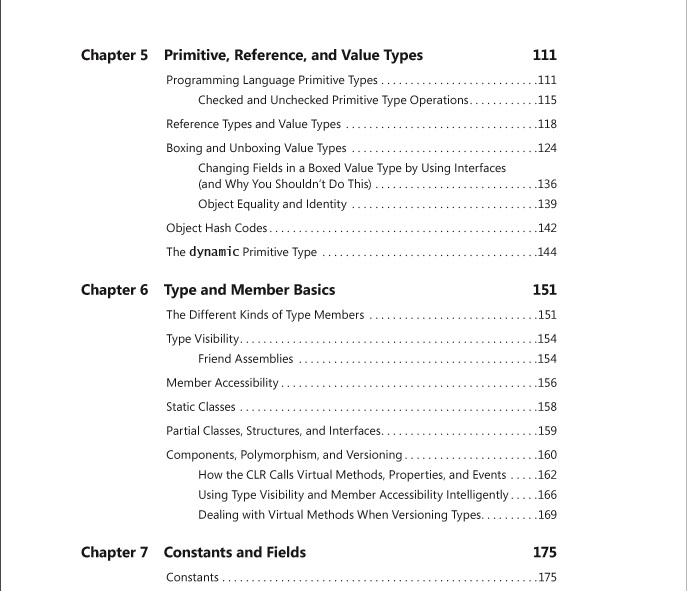 Chapter 5 Primitive, Reference, and Value Types 111
Programming Language Primitive Types . . . . . . . . . . . . . . . . . . . . . . . . . . .111
Checked and Unchecked Primitive Type Operations. . . . . . . . . . . .115
Reference Types and Value Types . . . . . . . . . . . . . . . . . . . . . . . . . . . . . . . . .118
Boxing and Unboxing Value Types . . . . . . . . . . . . . . . . . . . . . . . . . . . . . . . .124
Changing Fields in a Boxed Value Type by Using Interfaces
(and Why You Shouldn’t Do This) . . . . . . . . . . . . . . . . . . . . . . . . . . . .136
Object Equality and Identity . . . . . . . . . . . . . . . . . . . . . . . . . . . . . . . .139
Object Hash Codes . . . . . . . . . . . . . . . . . . . . . . . . . . . . . . . . . . . . . . . . . . . . . .142
The dynamic Primitive Type . . . . . . . . . . . . . . . . . . . . . . . . . . . . . . . . . . . . .144
Chapter 6 Type and Member Basics 151
The Different Kinds of Type Members . . . . . . . . . . . . . . . . . . . . . . . . . . . . .151
Type Visibility. . . . . . . . . . . . . . . . . . . . . . . . . . . . . . . . . . . . . . . . . . . . . . . . . . .154
Friend Assemblies . . . . . . . . . . . . . . . . . . . . . . . . . . . . . . . . . . . . . . . . .154
Member Accessibility . . . . . . . . . . . . . . . . . . . . . . . . . . . . . . . . . . . . . . . . . . . .156
Static Classes . . . . . . . . . . . . . . . . . . . . . . . . . . . . . . . . . . . . . . . . . . . . . . . . . . .158
Partial Classes, Structures, and Interfaces. . . . . . . . . . . . . . . . . . . . . . . . . . .159
Components, Polymorphism, and Versioning . . . . . . . . . . . . . . . . . . . . . . .160
How the CLR Calls Virtual Methods, Properties, and Events . . . . .162
Using Type Visibility and Member Accessibility Intelligently . . . . .166
Dealing with Virtual Methods When Versioning Types. . . . . . . . . .169
Chapter 7 Constants and Fields 175
Constants . . . . . . . . . . . . . . . . . . . . . . . . . . . . . . . . . . . . . . . . . . . . . . . . . . . . . .175